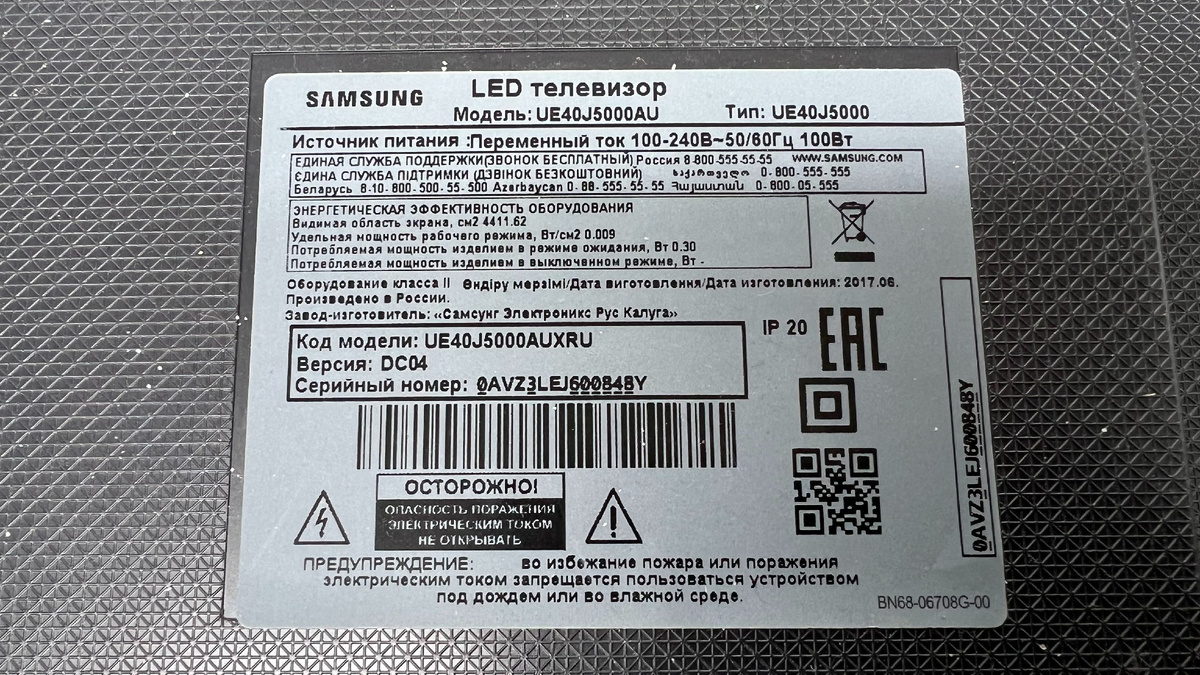 SAMSUNG
LED телевизор
Модель: UE40J5000AU Тип: UE40J5000
Источник питания :Переменный ток 100-240В~50/60Гц 100Вт
ЕДИНАЯ СЛУЖБА ПОДДЕРЖКИ(ЗВОНОК БЕСПЛАТНЫЙ) Россия 8-800-555-55-55 WWW.SAMSUNG.COM
ЄДИНА СЛУЖБА ПІДТРИМКИ (ДЗВІНОК БЕЗКОШТОВНИЙ) საქართველო 0-800-555-555
Беларусь 8-10-800-500-55-500 Azerbaycan 0-88-555-55-55 Հայաստան 0-800-05-555
ЭНЕРГЕТИЧЕСКАЯ ЭФФЕКТИВНОСТЬ ОБОРУДОВАНИЯ
Видимая область экрана, см2 4411.62
Удельная мощность рабочего режима, Вт/см2 0.009
Потребляемая мощность изделием в режиме ожидания, Вт 0.30
Потребляемая мощность изделием в выключенном режиме, Вт -
Оборудование класса II Өндіру мерзімі/Дата виготовлення/Дата изготовления: 2017.06.
Произведено в России.
Завод-изготовитель: «Самсунг Электроникс Рус Калуга»
Код модели: UE40J5000AUXRU
Версия: DC04
Серийный номер: 0AVZ3LEJ600848Y
IP 20
EAC
0AVZ3LEJ600848Y
ОСТОРОЖНО!
ОПАСНОСТЬ ПОРАЖЕНИЯ
ЭЛЕКТРИЧЕСКИМ ТОКОМ
НЕ ОТКРЫВАТЬ
ПРЕДУПРЕЖДЕНИЕ: во избежание пожара или поражения
электрическим током запрещается пользоваться устройством
под дождем или во влажной среде.
BN68-06708G-00